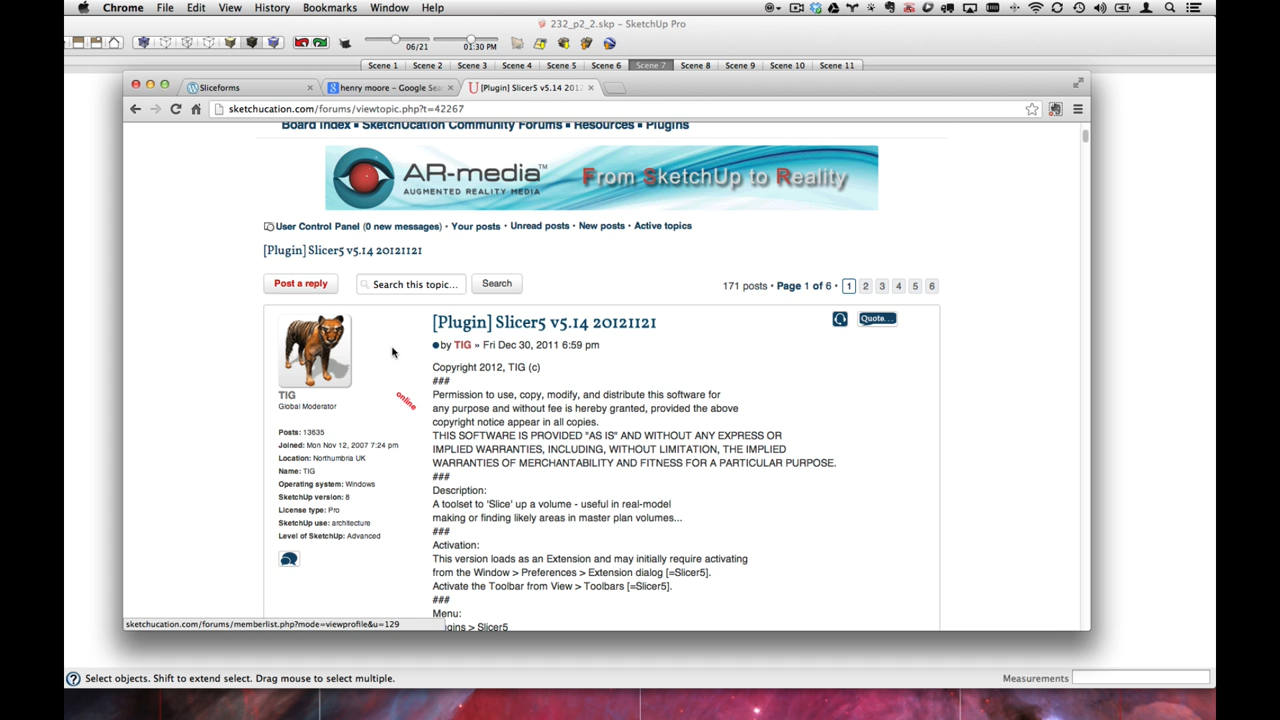 Chrome File Edit View History Bookmarks Window Help
232_p2_2.skp – SketchUp Pro
06/21 01:30 PM
Scene 1 Scene 2 Scene 3 Scene 4 Scene 5 Scene 6 Scene 7 Scene 8 Scene 9 Scene 10 Scene 11
Sliceforms henry moore – Google Sea [Plugin] Slicer5 v5.14 2012
sketchucation.com/forums/viewtopic.php?t=42267
Board Index ▪ SketchUcation Community Forums ▪ Resources ▪ Plugins
AR-media™
AUGMENTED REALITY MEDIA
From SketchUp to Reality
User Control Panel (0 new messages) • Your posts • Unread posts • New posts • Active topics
[Plugin] Slicer5 v5.14 20121121
Post a reply Search this topic... Search 171 posts • Page 1 of 6 • 1 2 3 4 5 6
[Plugin] Slicer5 v5.14 20121121
Quote...
by TIG » Fri Dec 30, 2011 6:59 pm
Copyright 2012, TIG (c)
###
Permission to use, copy, modify, and distribute this software for
any purpose and without fee is hereby granted, provided the above
copyright notice appear in all copies.
THIS SOFTWARE IS PROVIDED "AS IS" AND WITHOUT ANY EXPRESS OR
IMPLIED WARRANTIES, INCLUDING, WITHOUT LIMITATION, THE IMPLIED
WARRANTIES OF MERCHANTABILITY AND FITNESS FOR A PARTICULAR PURPOSE.
###
Description:
A toolset to 'Slice' up a volume - useful in real-model
making or finding likely areas in master plan volumes...
###
Activation:
This version loads as an Extension and may initially require activating
from the Window > Preferences > Extension dialog [=Slicer5].
Activate the Toolbar from View > Toolbars [=Slicer5].
###
Menu:
ugins > Slicer5
TIG
Global Moderator
online
Posts: 13635
Joined: Mon Nov 12, 2007 7:24 pm
Location: Northumbria UK
Name: TIG
Operating system: Windows
SketchUp version: 8
License type: Pro
SketchUp use: architecture
Level of SketchUp: Advanced
sketchucation.com/forums/memberlist.php?mode=viewprofile&u=129
Select objects. Shift to extend select. Drag mouse to select multiple.
Measurements